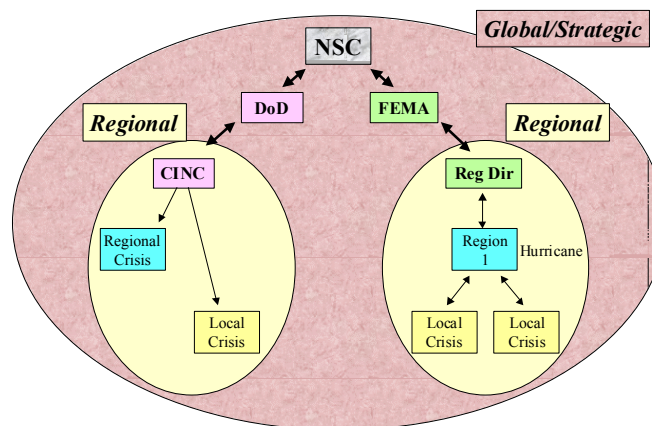 Global/Strategic
NSC
DoD
FEMA
Regional
Regional
CINC
Reg Dir
Regional
Crisis
Region
1
Hurricane
Local
Crisis
Local
Crisis
Local
Crisis